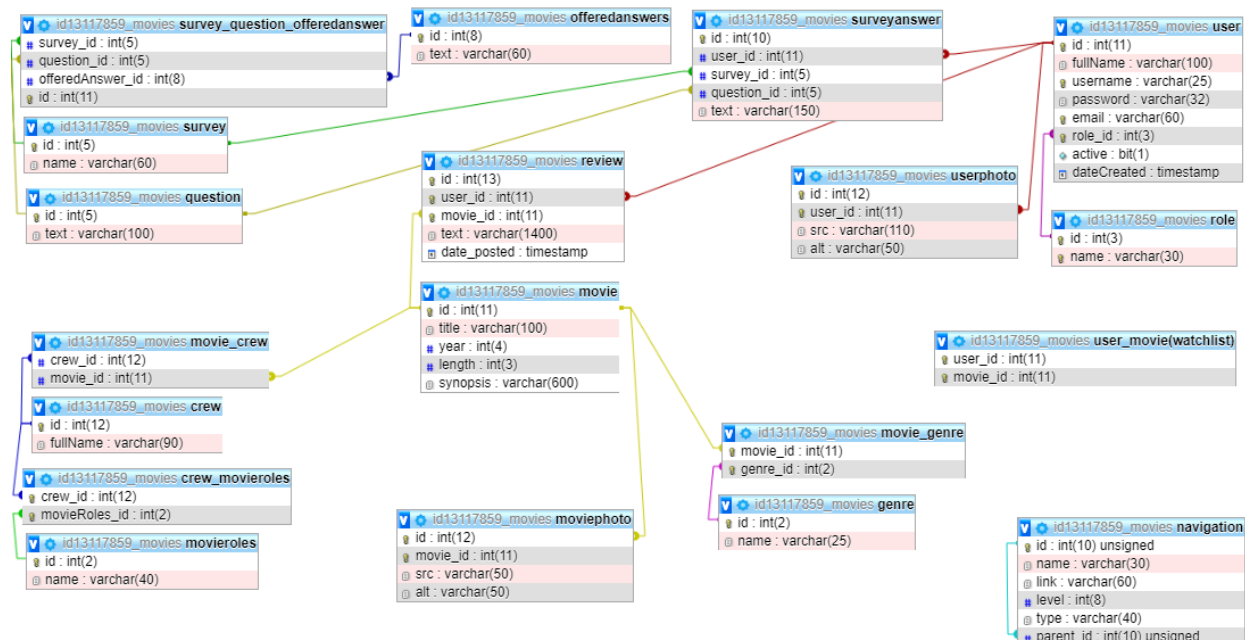 id13117859_movies survey_question_offeredanswer
survey_id : int(5)
question_id : int(5)
offeredAnswer_id : int(8)
id : int(11)
id13117859_movies offeredanswers
id : int(8)
text : varchar(60)
id13117859_movies surveyanswer
id : int(10)
user_id : int(11)
survey_id : int(5)
question_id : int(5)
text : varchar(150)
id13117859_movies user
id : int(11)
fullName : varchar(100)
username : varchar(25)
password : varchar(32)
email : varchar(60)
role_id : int(3)
active : bit(1)
dateCreated : timestamp
id13117859_movies survey
id : int(5)
name : varchar(60)
id13117859_movies question
id : int(5)
text : varchar(100)
id13117859_movies review
id : int(13)
user_id : int(11)
movie_id : int(11)
text : varchar(1400)
date_posted : timestamp
id13117859_movies userphoto
id : int(12)
user_id : int(11)
src : varchar(110)
alt : varchar(50)
id13117859_movies role
id : int(3)
name : varchar(30)
id13117859_movies movie
id : int(11)
title : varchar(100)
year : int(4)
length : int(3)
synopsis : varchar(600)
id13117859_movies movie_crew
crew_id : int(12)
movie_id : int(11)
id13117859_movies user_movie(watchlist)
user_id : int(11)
movie_id : int(11)
id13117859_movies crew
id : int(12)
fullName : varchar(90)
id13117859_movies movie_genre
movie_id : int(11)
genre_id : int(2)
id13117859_movies crew_movieroles
crew_id : int(12)
movieRoles_id : int(2)
id13117859_movies genre
id : int(2)
name : varchar(25)
id13117859_movies movieroles
id : int(2)
name : varchar(40)
id13117859_movies moviephoto
id : int(12)
movie_id : int(11)
src : varchar(50)
alt : varchar(50)
id13117859_movies navigation
id : int(10) unsigned
name : varchar(30)
link : varchar(60)
level : int(8)
type : varchar(40)
parent_id : int(10) unsigned